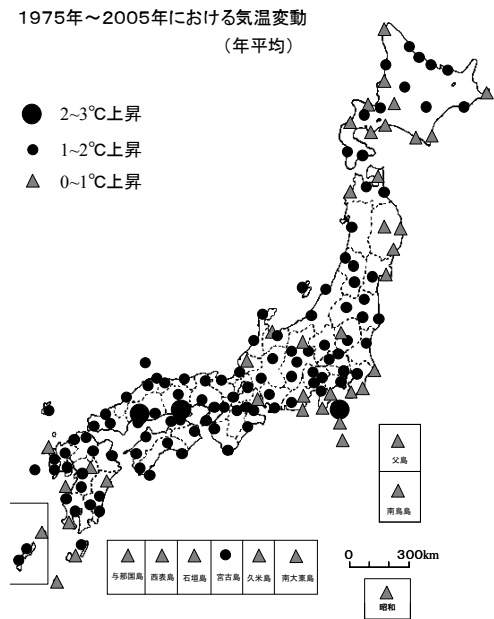 1975年～2005年における気温変動
（年平均）
2~3℃上昇
1~2℃上昇
0~1℃上昇
父島
南鳥島
与那国島
西表島
石垣島
宮古島
久米島
南大東島
0 300km
昭和